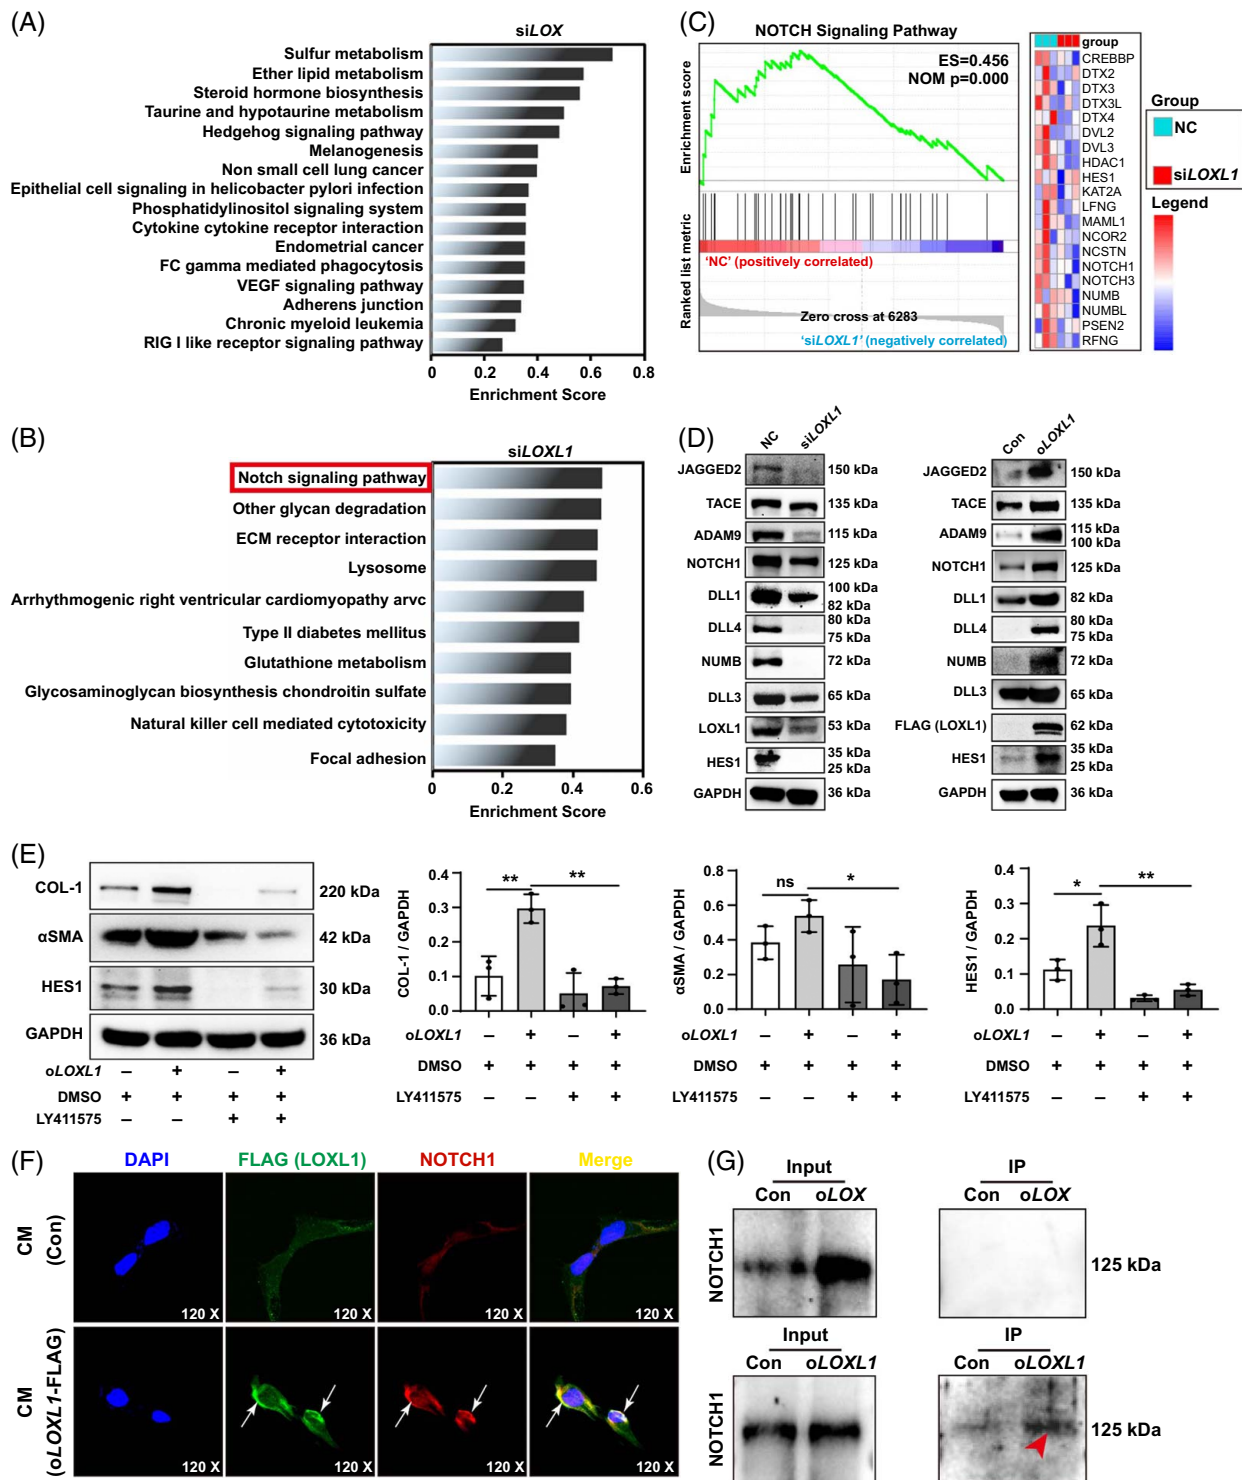 (A)
siLOX
Sulfur metabolism
Ether lipid metabolism
Steroid hormone biosynthesis
Taurine and hypotaurine metabolism
Hedgehog signaling pathway
Melanogenesis
Non small cell lung cancer
Epithelial cell signaling in helicobacter pylori infection
Phosphatidylinositol signaling system
Cytokine cytokine receptor interaction
Endometrial cancer
FC gamma mediated phagocytosis
VEGF signaling pathway
Adherens junction
Chronic myeloid leukemia
RIG I like receptor signaling pathway
0 0.2 0.4 0.6 0.8
Enrichment Score
(B)
siLOXL1
Notch signaling pathway
Other glycan degradation
ECM receptor interaction
Lysosome
Arrhythmogenic right ventricular cardiomyopathy arvc
Type II diabetes mellitus
Glutathione metabolism
Glycosaminoglycan biosynthesis chondroitin sulfate
Natural killer cell mediated cytotoxicity
Focal adhesion
0 0.2 0.4 0.6
Enrichment Score
(C)
NOTCH Signaling Pathway
ES=0.456
NOM p=0.000
Enrichment score
Ranked list metric
'NC' (positively correlated)
Zero cross at 6283
'siLOXL1' (negatively correlated)
group
CREBBP
DTX2
DTX3
DTX3L
DTX4
DVL2
DVL3
HDAC1
HES1
KAT2A
LFNG
MAML1
NCOR2
NCSTN
NOTCH1
NOTCH3
NUMB
NUMBL
PSEN2
RFNG
Group
NC
siLOXL1
Legend
(D)
NC siLOXL1
JAGGED2 150 kDa
TACE 135 kDa
ADAM9 115 kDa
NOTCH1 125 kDa
DLL1 100 kDa
82 kDa
DLL4 80 kDa
75 kDa
NUMB 72 kDa
DLL3 65 kDa
LOXL1 53 kDa
HES1 35 kDa
25 kDa
GAPDH 36 kDa
Con oLOXL1
JAGGED2 150 kDa
TACE 135 kDa
ADAM9 115 kDa
100 kDa
NOTCH1 125 kDa
DLL1 82 kDa
DLL4 80 kDa
75 kDa
NUMB 72 kDa
DLL3 65 kDa
FLAG (LOXL1) 62 kDa
HES1 35 kDa
25 kDa
GAPDH 36 kDa
(E)
COL-1 220 kDa
αSMA 42 kDa
HES1 30 kDa
GAPDH 36 kDa
oLOXL1 – + – +
DMSO + + + +
LY411575 – – + +
COL-1 / GAPDH
0.4
0.3
0.2
0.1
0.0
** **
oLOXL1 – + – +
DMSO + + + +
LY411575 – – + +
αSMA / GAPDH
0.8
0.6
0.4
0.2
0.0
ns *
oLOXL1 – + – +
DMSO + + + +
LY411575 – – + +
HES1 / GAPDH
0.4
0.3
0.2
0.1
0.0
* **
oLOXL1 – + – +
DMSO + + + +
LY411575 – – + +
(F)
DAPI FLAG (LOXL1) NOTCH1 Merge
CM
(Con)
120 X 120 X 120 X 120 X
CM
(oLOXL1-FLAG)
120 X 120 X 120 X 120 X
(G)
Input IP
Con oLOX Con oLOX
NOTCH1 125 kDa
Input IP
Con oLOXL1 Con oLOXL1
NOTCH1 125 kDa